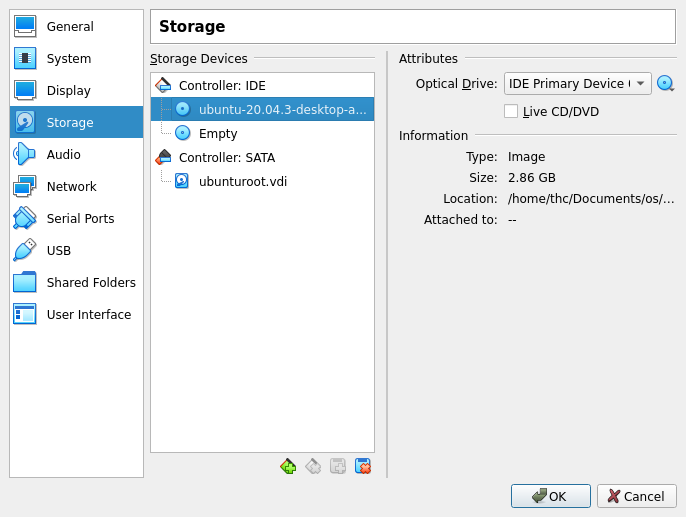 General
System
Display
Storage
Audio
Network
Serial Ports
USB
Shared Folders
User Interface
Storage
Storage Devices
Controller: IDE
ubuntu-20.04.3-desktop-a...
Empty
Controller: SATA
ubunturoot.vdi
Attributes
Optical Drive: IDE Primary Device
Live CD/DVD
Information
Type: Image
Size: 2.86 GB
Location: /home/thc/Documents/os/...
Attached to: --
OK
Cancel